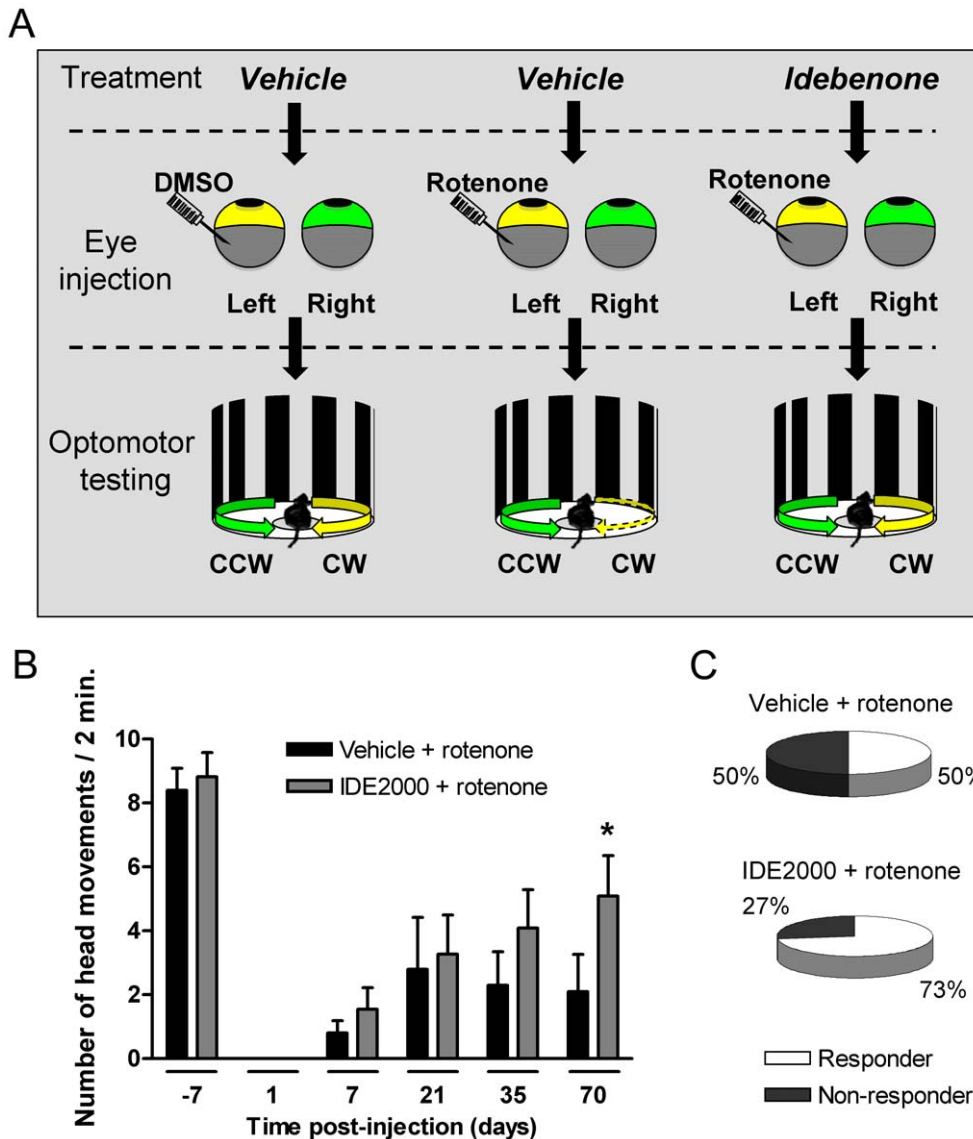 A
Treatment Vehicle Vehicle Idebenone
DMSO Rotenone Rotenone
Eye
injection
Left Right Left Right Left Right
Optomotor
testing
CCW CW CCW CW CCW CW
B
Number of head movements / 2 min.
10
8
6
4
2
0
Vehicle + rotenone
IDE2000 + rotenone
*
-7 1 7 21 35 70
Time post-injection (days)
C
Vehicle + rotenone
50% 50%
IDE2000 + rotenone
27%
73%
Responder
Non-responder